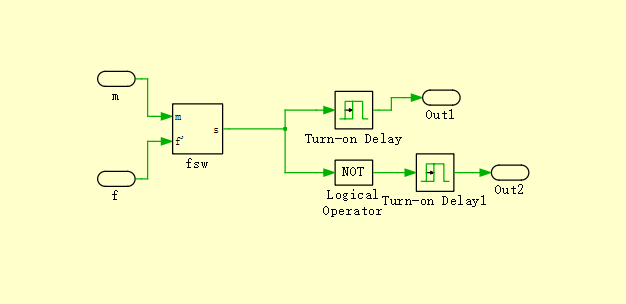 m
f
m
f'
s
fsw
Turn-on Delay
Out1
NOT
Logical
Operator
Turn-on Delay1
Out2